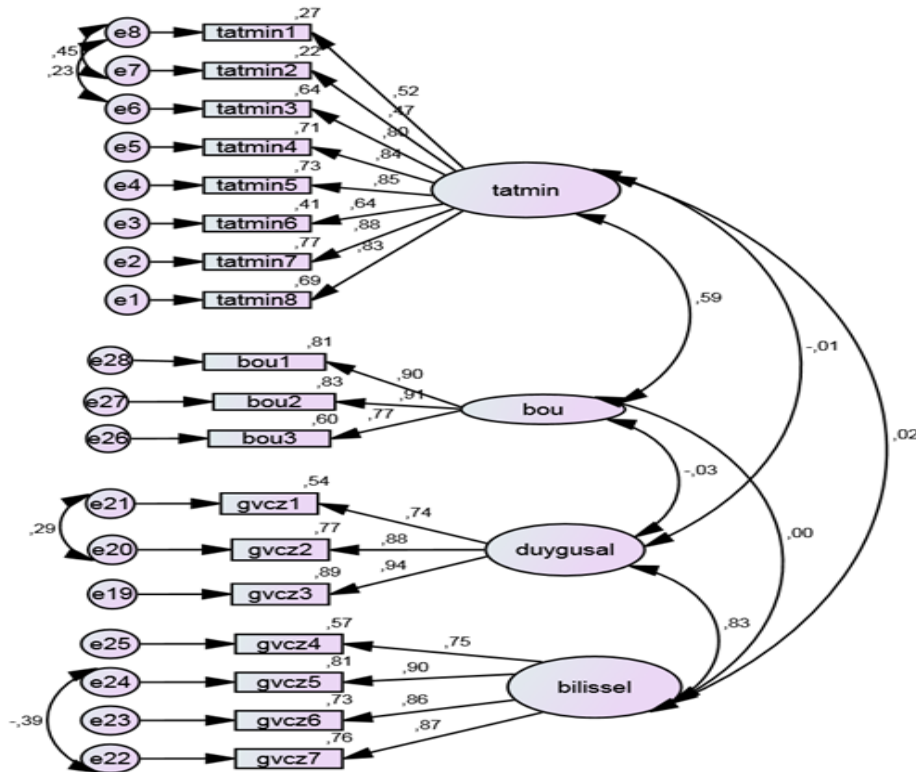 ,27
e8 tatmin1
,45 ,22
,23 e7 tatmin2 ,52
,64 ,47
e6 tatmin3 ,80
,71 ,84
e5 tatmin4
,73 ,85 tatmin
e4 tatmin5
,41 ,64
e3 tatmin6 ,88
,77 ,83
e2 tatmin7
,69
e1 tatmin8 ,59
-,01
,81
e28 bou1
,83 ,90
e27 bou2 ,91 bou
,60 ,77
e26 bou3 ,02
-,03
,54
e21 gvcz1
,77 ,74
,29 ,00
e20 gvcz2 ,88 duygusal
,89 ,94
e19 gvcz3
,57
e25 gvcz4 ,75 ,83
,81
e24 gvcz5 ,90 bilissel
,73 ,86
-,39 e23 gvcz6
,76 ,87
e22 gvcz7